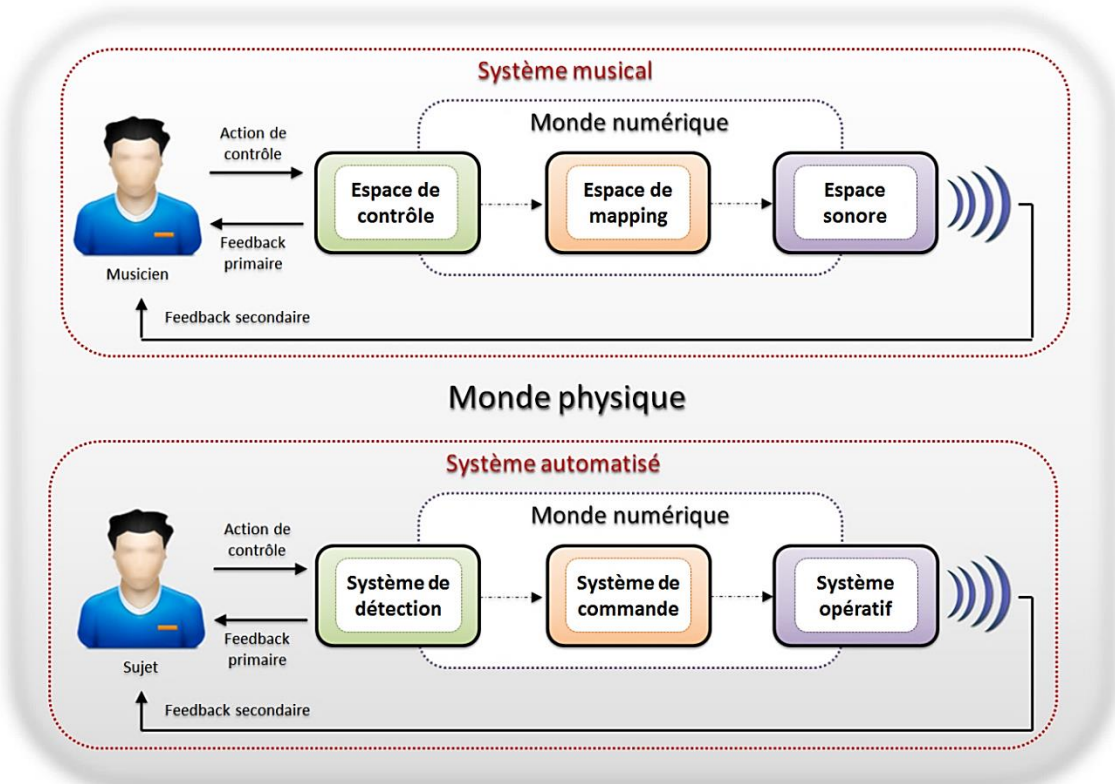 Système musical
Monde numérique
Action de
contrôle
Espace de
contrôle
Espace de
mapping
Espace
sonore
Feedback
primaire
Musicien
Feedback secondaire
Monde physique
Système automatisé
Monde numérique
Action de
contrôle
Système de
détection
Système de
commande
Système
opératif
Feedback
primaire
Sujet
Feedback secondaire